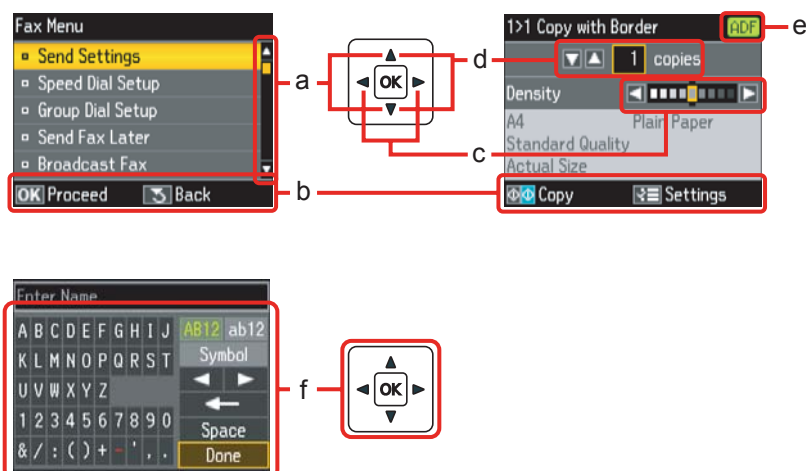 Fax Menu
Send Settings
Speed Dial Setup
Group Dial Setup
Send Fax Later
Broadcast Fax
OK Proceed Back
a
b
OK
d
c
1>1 Copy with Border ADF
e
1 copies
Density
A4 Plain Paper
Standard Quality
Actual Size
Copy Settings
Enter Name
A B C D E F G H I J AB12 ab12
K L M N O P Q R S T Symbol
U V W X Y Z
1 2 3 4 5 6 7 8 9 0 Space
& / : ( ) + - ' , . Done
f
OK